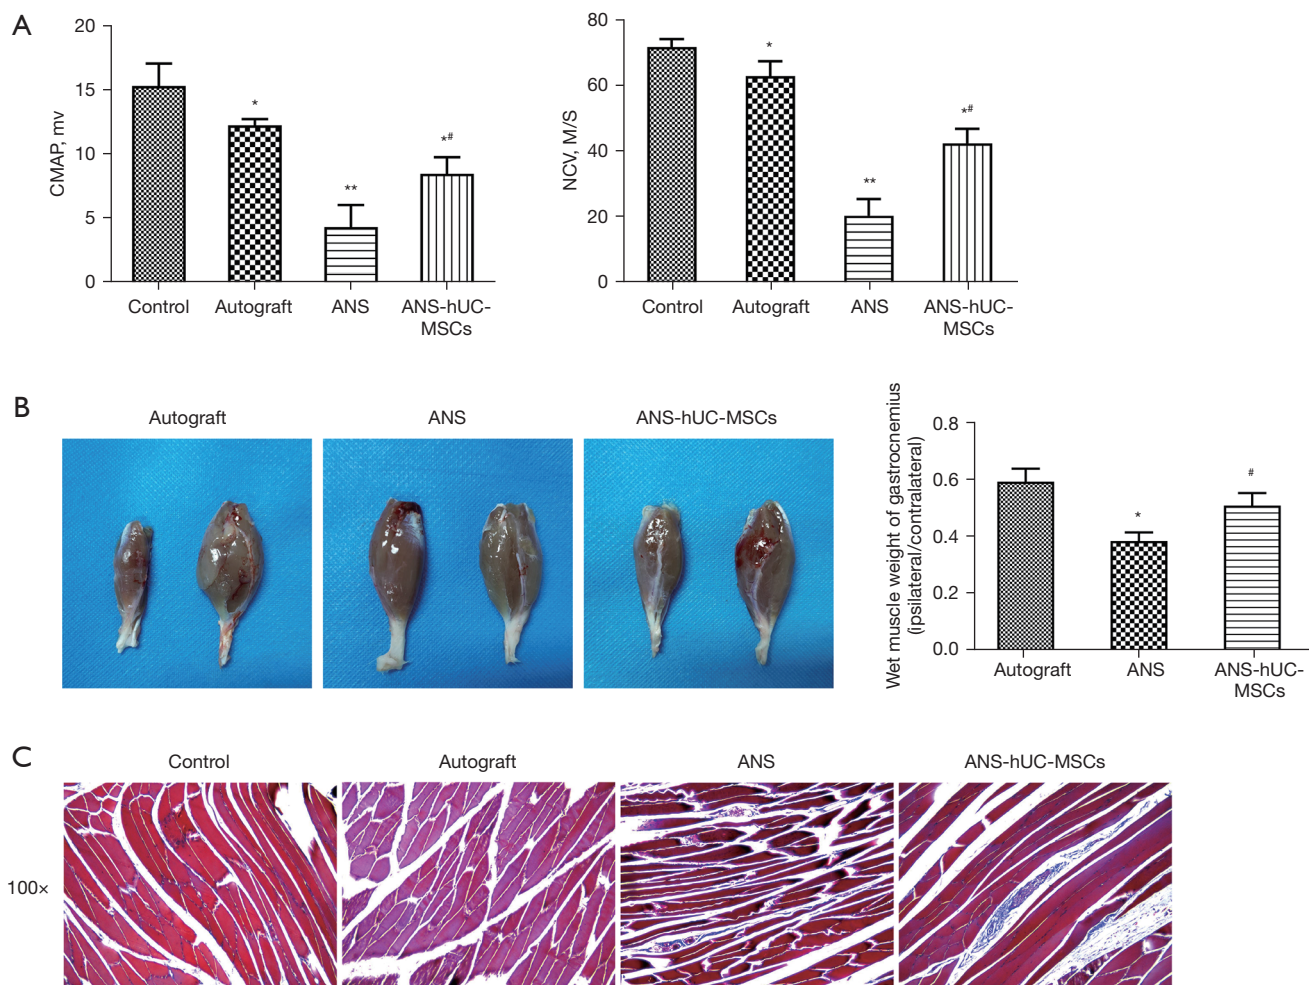 A
20
15
10
5
0
CMAP, mv
*
**
*#
Control
Autograft
ANS
ANS-hUC-
MSCs
80
60
40
20
0
NCV, M/S
*
**
*#
Control
Autograft
ANS
ANS-hUC-
MSCs
B
Autograft
ANS
ANS-hUC-MSCs
Wet muscle weight of gastrocnemius
(ipsilateral/contralateral)
0.8
0.6
0.4
0.2
0.0
*
#
Autograft
ANS
ANS-hUC-
MSCs
C
Control
Autograft
ANS
ANS-hUC-MSCs
100×